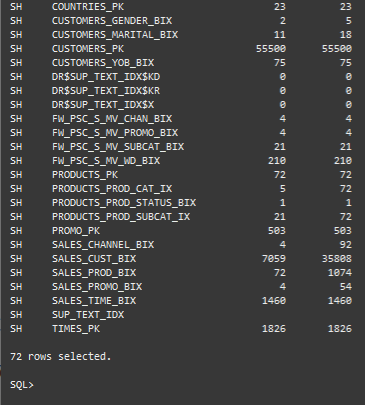 SH COUNTRIES_PK 23 23
SH CUSTOMERS_GENDER_BIX 2 5
SH CUSTOMERS_MARITAL_BIX 11 18
SH CUSTOMERS_PK 55500 55500
SH CUSTOMERS_YOB_BIX 75 75
SH DR$SUP_TEXT_IDX$KD 0 0
SH DR$SUP_TEXT_IDX$KR 0 0
SH DR$SUP_TEXT_IDX$X 0 0
SH FW_PSC_S_MV_CHAN_BIX 4 4
SH FW_PSC_S_MV_PROMO_BIX 4 4
SH FW_PSC_S_MV_SUBCAT_BIX 21 21
SH FW_PSC_S_MV_WD_BIX 210 210
SH PRODUCTS_PK 72 72
SH PRODUCTS_PROD_CAT_IX 5 72
SH PRODUCTS_PROD_STATUS_BIX 1 1
SH PRODUCTS_PROD_SUBCAT_IX 21 72
SH PROMO_PK 503 503
SH SALES_CHANNEL_BIX 4 92
SH SALES_CUST_BIX 7059 35808
SH SALES_PROD_BIX 72 1074
SH SALES_PROMO_BIX 4 54
SH SALES_TIME_BIX 1460 1460
SH SUP_TEXT_IDX
SH TIMES_PK 1826 1826
72 rows selected.
SQL>